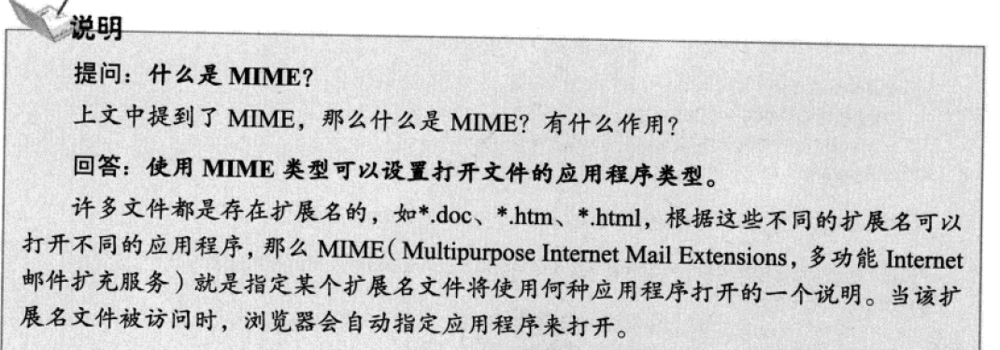 说明
提问：什么是 MIME？
上文中提到了 MIME，那么什么是 MIME？有什么作用？
回答：使用 MIME 类型可以设置打开文件的应用程序类型。
许多文件都是存在扩展名的，如*.doc、*.htm、*.html，根据这些不同的扩展名可以
打开不同的应用程序，那么 MIME（Multipurpose Internet Mail Extensions，多功能 Internet
邮件扩充服务）就是指定某个扩展名文件将使用何种应用程序打开的一个说明。当该扩
展名文件被访问时，浏览器会自动指定应用程序来打开。